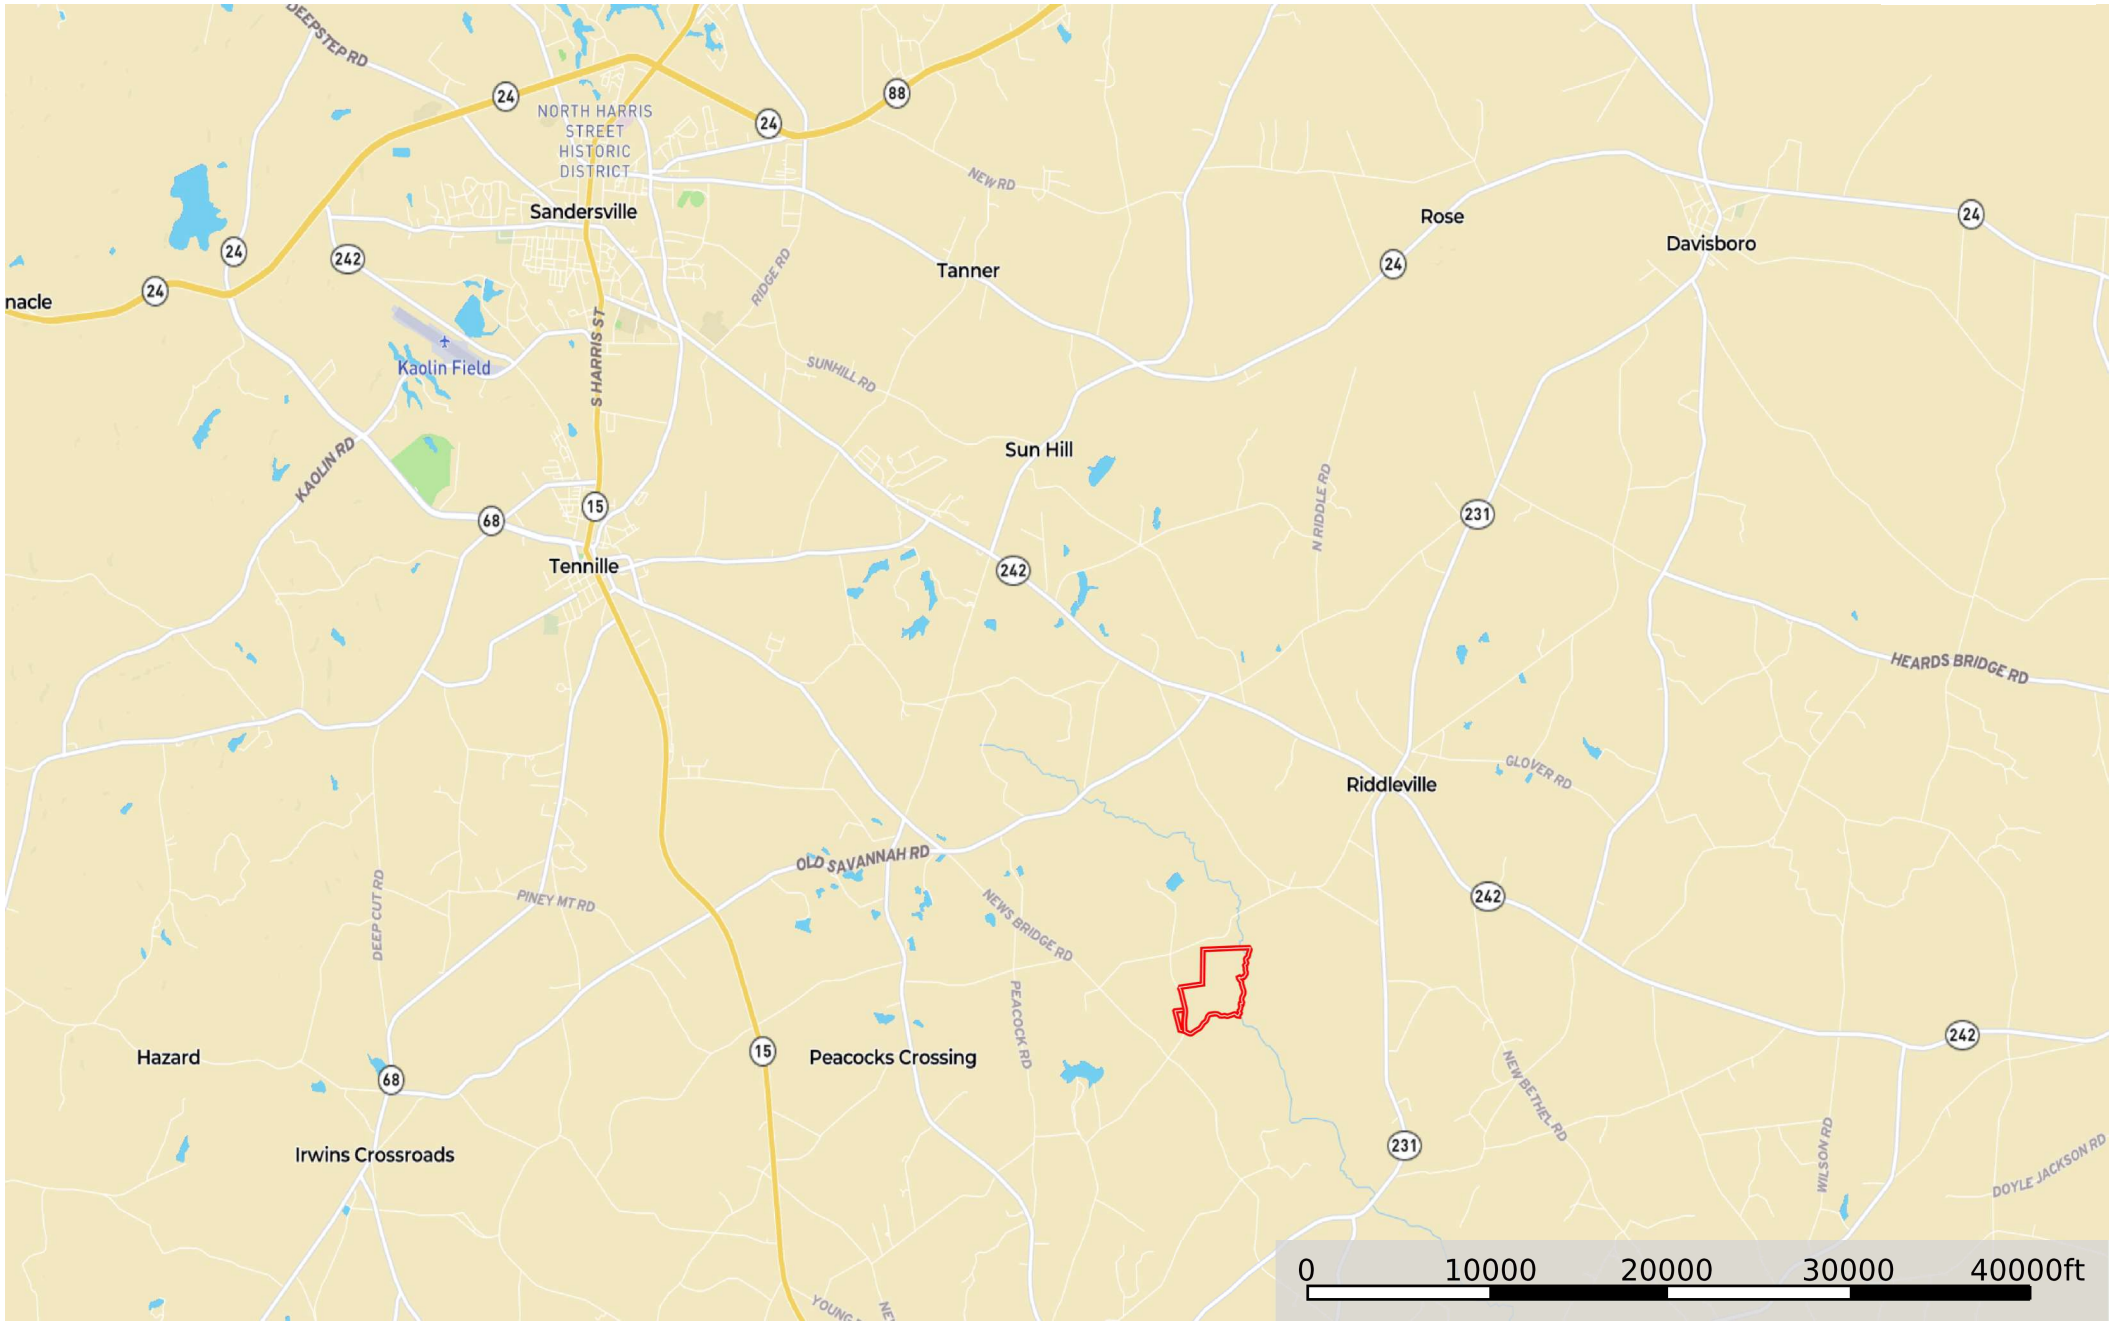 DEEPSTEP RD
24
88
24
NORTH HARRIS
STREET
HISTORIC
DISTRICT
NEW RD
Sandersville
Rose
24
Davisboro
24
242
RIDGE RD
Tanner
24
24
nacle
S HARRIS ST
Kaolin Field
SUNHILL RD
KAOLIN RD
Sun Hill
N RIDDLE RD
15
231
68
Tennille
242
HEARDS BRIDGE RD
GLOVER RD
Riddleville
OLD SAVANNAH RD
DEEP CUT RD
PINEY MT RD
NEWS BRIDGE RD
242
PEACOCK RD
Hazard
15
Peacocks Crossing
242
68
NEW BETHEL RD
Irwins Crossroads
231
WILSON RD
DOYLE JACKSON RD
YOUNG
NE
0 10000 20000 30000 40000ft